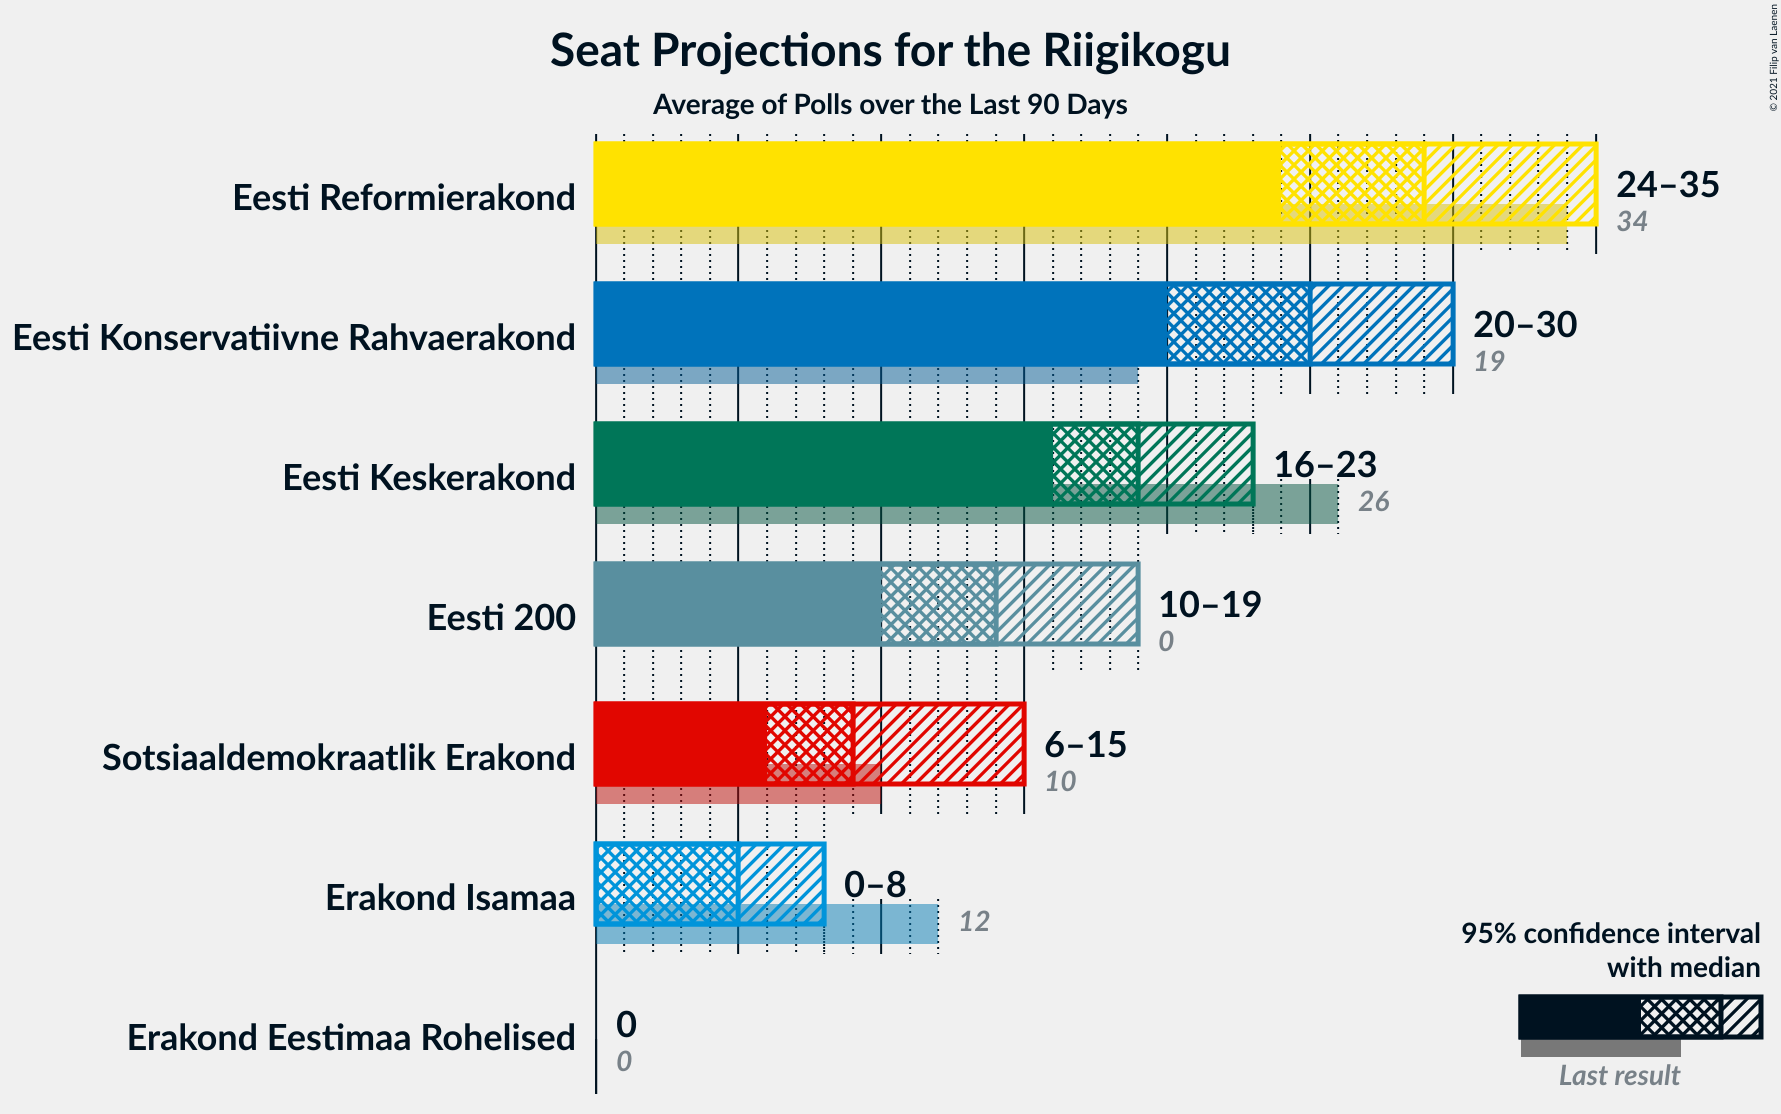 Seat Projections for the Riigikogu
Average of Polls over the Last 90 Days
© 2021 Filip van Laenen
Eesti Reformierakond
24–35
34
Eesti Konservatiivne Rahvaerakond
20–30
19
Eesti Keskerakond
16–23
26
Eesti 200
10–19
0
Sotsiaaldemokraatlik Erakond
6–15
10
Erakond Isamaa
0–8
12
Erakond Eestimaa Rohelised
0
0
95% confidence interval
with median
Last result